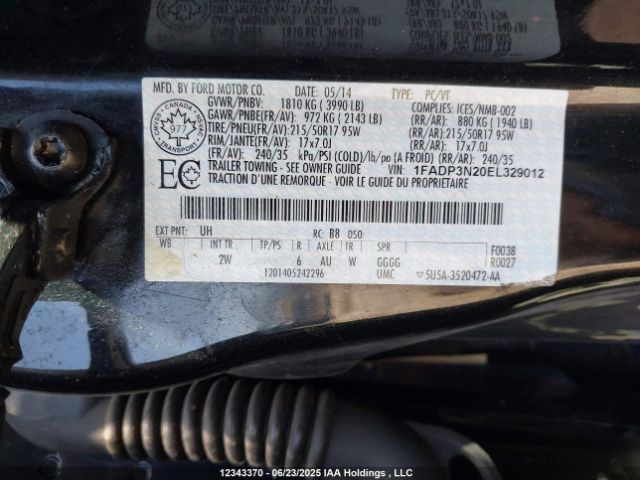 MFD. BY FORD MOTOR CO. DATE: 05/14 TYPE: PC/VT
GVWR/PNBV: 1810 KG ( 3990 LB) COMPLIES: ICES/NMB-002
GAWR/PNBE(FR/AV): 972 KG ( 2143 LB) (RR/AR): 880 KG ( 1940 LB)
TIRE/PNEU(FR/AV): 215/50R17 95W (RR/AR): 215/50R17 95W
RIM/JANTE(FR/AV): 17x7.0J (RR/AR): 17x7.0J
(FR/AV): 240/35 kPa/PSI (COLD)/lb/po (A FROID) (RR/AR): 240/35
TRAILER TOWING - SEE OWNER GUIDE VIN: 1FADP3N20EL329012
TRACTION D'UNE REMORQUE - VOIR LE GUIDE DU PROPRIETAIRE
CANADA
977
TRANSPORT
EC
EXT PNT: UH RC: B8 DSO:
WB INT TR TP/PS R AXLE TR SPR F0038
2W 6 AU W GGGG R0027
1201405242296 UMC ▽5U5A-3520472-AA
12343370 - 06/23/2025 IAA Holdings , LLC